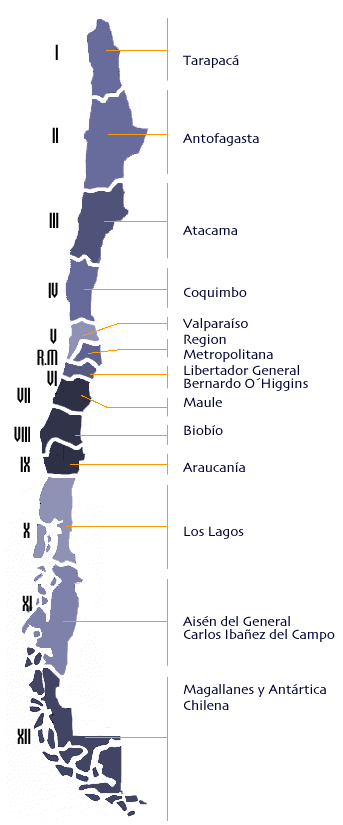 I
Tarapacá
II
Antofagasta
III
Atacama
IV
Coquimbo
Valparaíso
V
Region
Metropolitana
R.M
Libertador General
VI
Bernardo O´Higgins
VII
Maule
VIII
Biobío
IX
Araucanía
X
Los Lagos
XI
Aisén del General
Carlos Ibañez del Campo
Magallanes y Antártica
Chilena
XII